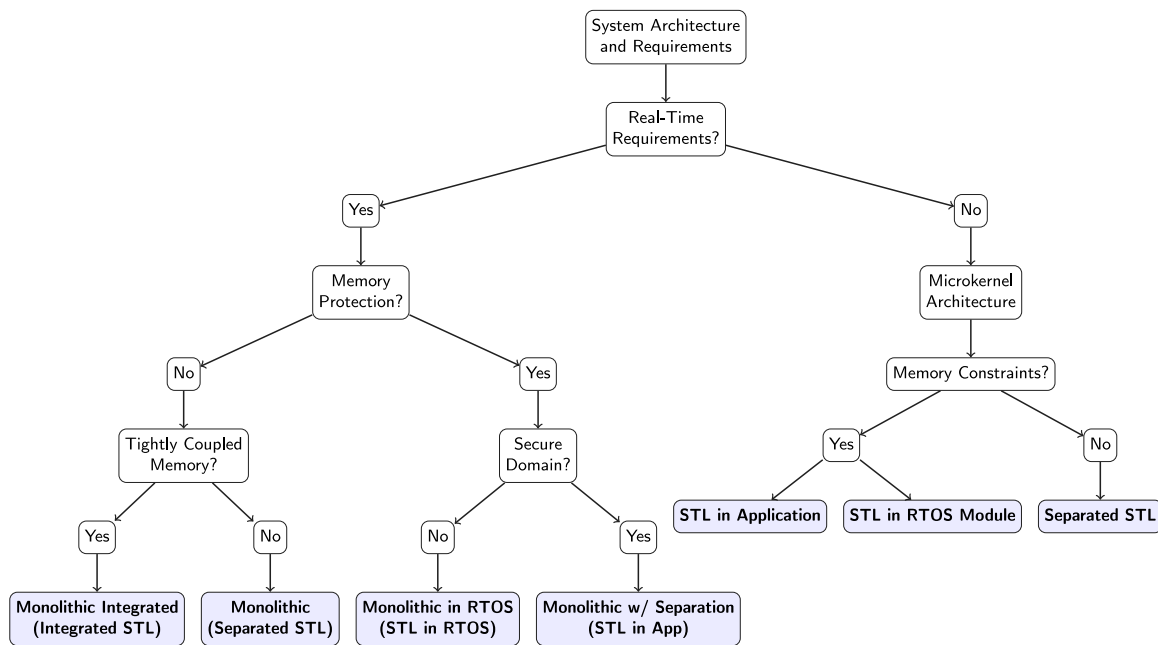 System Architecture
and Requirements
Real-Time
Requirements?
Yes
No
Memory
Protection?
Microkernel
Architecture
No
Yes
Memory Constraints?
Tightly Coupled
Memory?
Secure
Domain?
Yes
No
STL in Application
STL in RTOS Module
Separated STL
Yes
No
No
Yes
Monolithic Integrated
(Integrated STL)
Monolithic
(Separated STL)
Monolithic in RTOS
(STL in RTOS)
Monolithic w/ Separation
(STL in App)